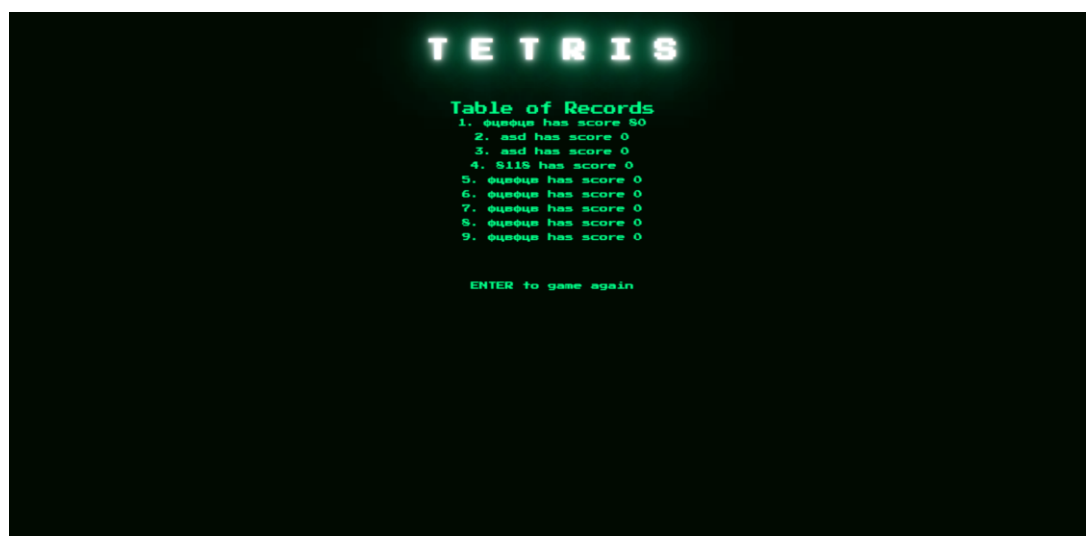 T E T R I S
Table of Records
1. фцвфцв has score 80
2. asd has score 0
3. asd has score 0
4. 8118 has score 0
5. фцвфцв has score 0
6. фцвфцв has score 0
7. фцвфцв has score 0
8. фцвфцв has score 0
9. фцвфцв has score 0
ENTER to game again